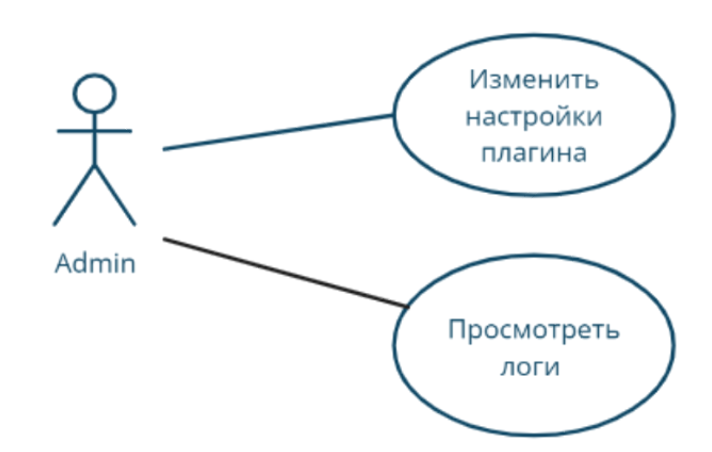 Изменить
настройки
плагина
Admin
Просмотреть
логи